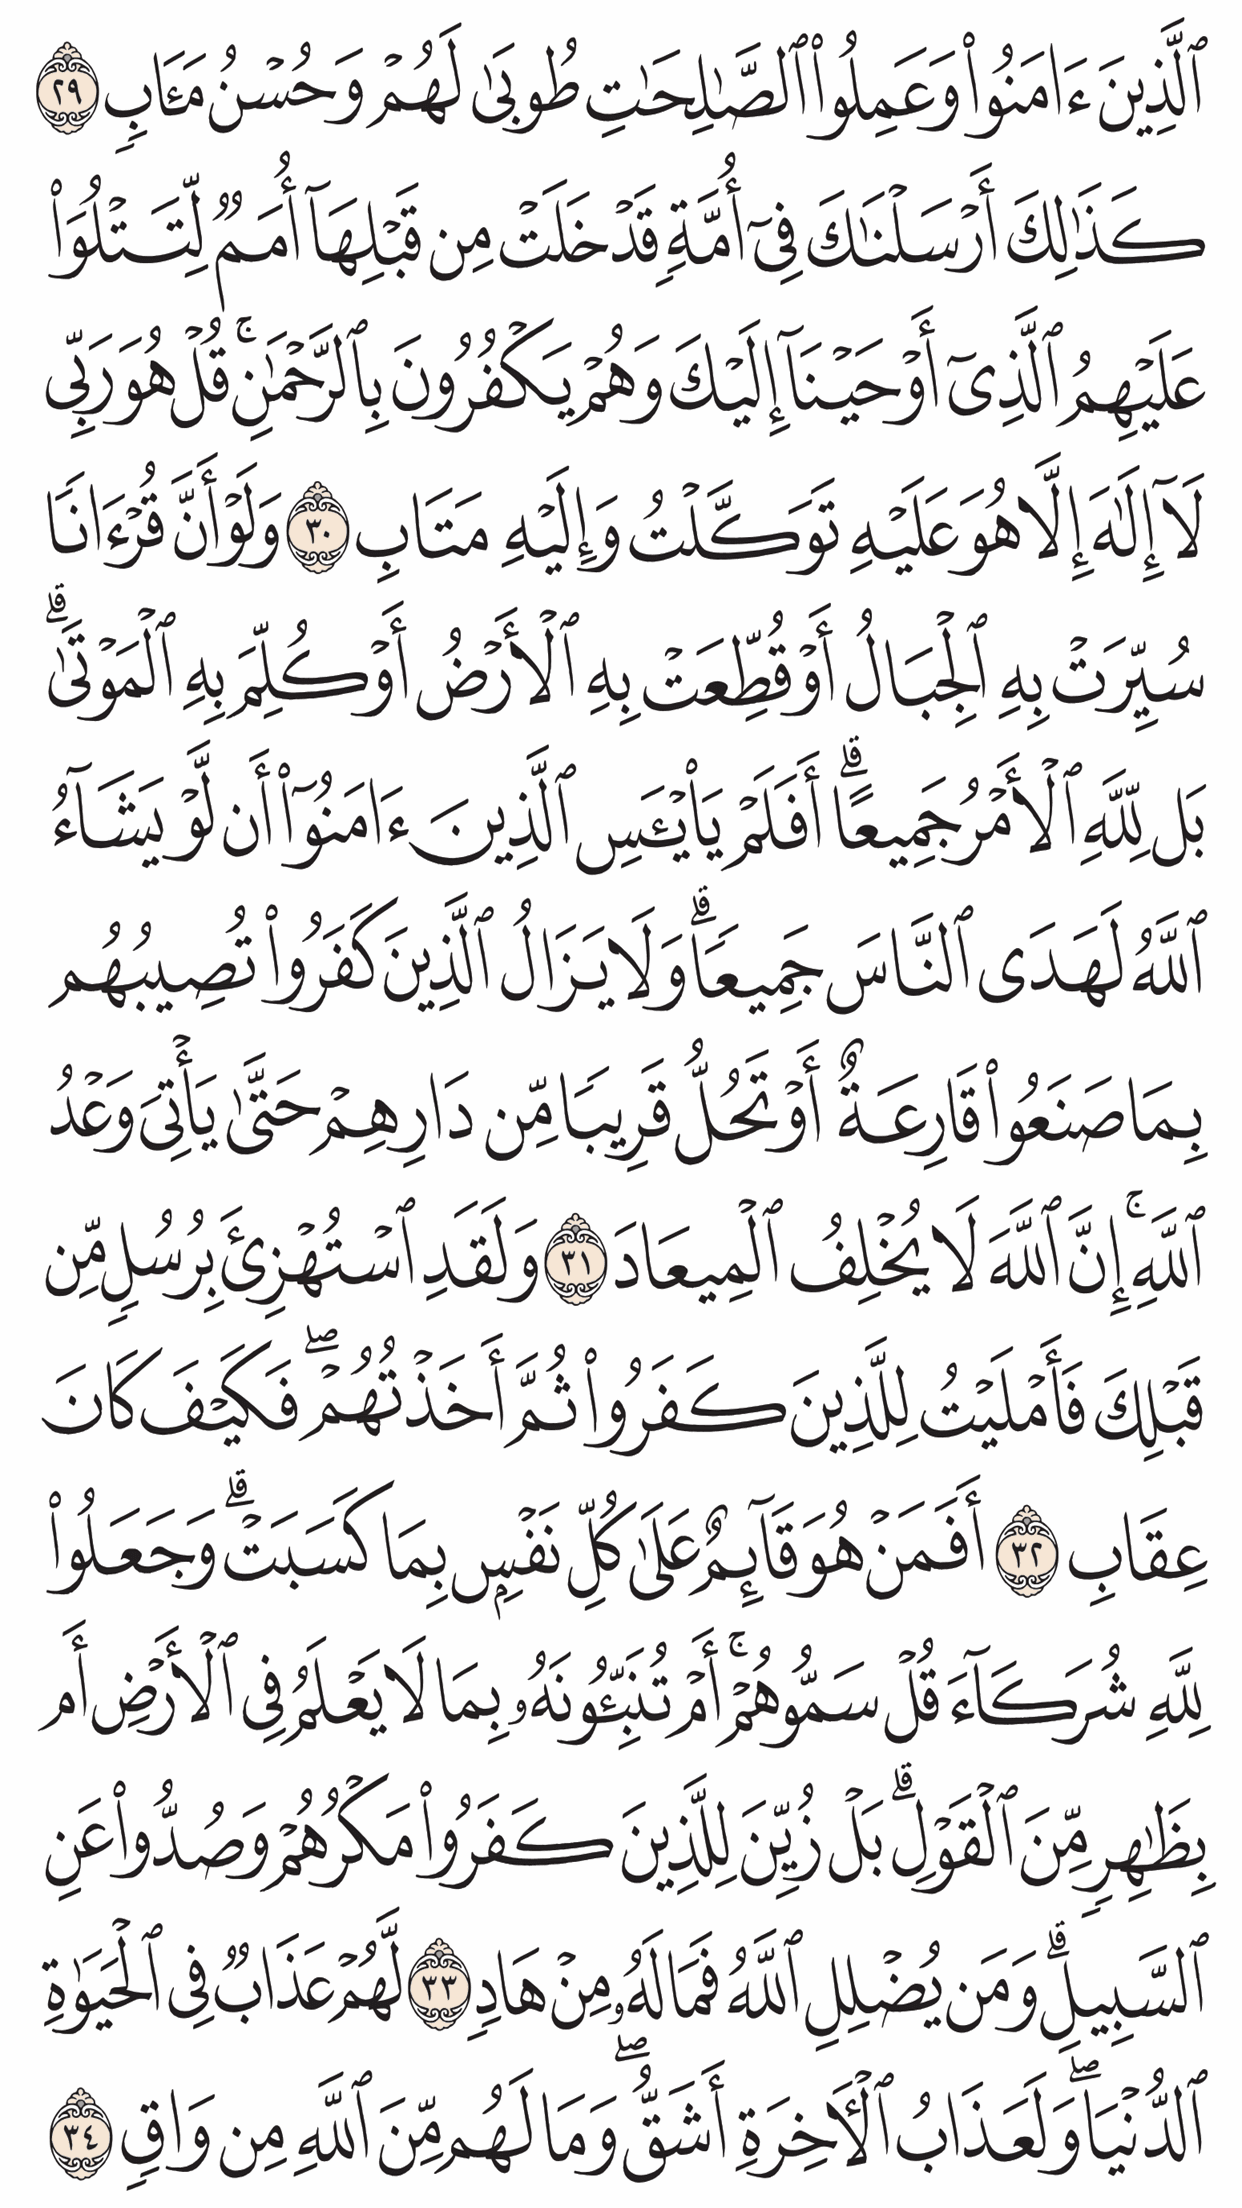 ٱلَّذِينَ ءَامَنُوا۟ وَعَمِلُوا۟ ٱلصَّـٰلِحَـٰتِ طُوبَىٰ لَهُمْ وَحُسْنُ مَـَٔابٍ ٢٩
كَذَٰلِكَ أَرْسَلْنَـٰكَ فِىٓ أُمَّةٍ قَدْ خَلَتْ مِن قَبْلِهَآ أُمَمٌ لِّتَتْلُوَا۟
عَلَيْهِمُ ٱلَّذِىٓ أَوْحَيْنَآ إِلَيْكَ وَهُمْ يَكْفُرُونَ بِٱلرَّحْمَـٰنِ ۚ قُلْ هُوَ رَبِّى
لَآ إِلَـٰهَ إِلَّا هُوَ عَلَيْهِ تَوَكَّلْتُ وَإِلَيْهِ مَتَابِ ٣٠ وَلَوْ أَنَّ قُرْءَانًا
سُيِّرَتْ بِهِ ٱلْجِبَالُ أَوْ قُطِّعَتْ بِهِ ٱلْأَرْضُ أَوْ كُلِّمَ بِهِ ٱلْمَوْتَىٰ ۗ
بَل لِّلَّهِ ٱلْأَمْرُ جَمِيعًا ۗ أَفَلَمْ يَا۟يْـَٔسِ ٱلَّذِينَ ءَامَنُوٓا۟ أَن لَّوْ يَشَآءُ
ٱللَّهُ لَهَدَى ٱلنَّاسَ جَمِيعًا ۗ وَلَا يَزَالُ ٱلَّذِينَ كَفَرُوا۟ تُصِيبُهُم
بِمَا صَنَعُوا۟ قَارِعَةٌ أَوْ تَحُلُّ قَرِيبًا مِّن دَارِهِمْ حَتَّىٰ يَأْتِىَ وَعْدُ
ٱللَّهِ ۚ إِنَّ ٱللَّهَ لَا يُخْلِفُ ٱلْمِيعَادَ ٣١ وَلَقَدِ ٱسْتُهْزِئَ بِرُسُلٍ مِّن
قَبْلِكَ فَأَمْلَيْتُ لِلَّذِينَ كَفَرُوا۟ ثُمَّ أَخَذْتُهُمْ ۖ فَكَيْفَ كَانَ
عِقَابِ ٣٢ أَفَمَنْ هُوَ قَآئِمٌ عَلَىٰ كُلِّ نَفْسٍۭ بِمَا كَسَبَتْ ۗ وَجَعَلُوا۟
لِلَّهِ شُرَكَآءَ قُلْ سَمُّوهُمْ ۚ أَمْ تُنَبِّـُٔونَهُۥ بِمَا لَا يَعْلَمُ فِى ٱلْأَرْضِ أَم
بِظَـٰهِرٍ مِّنَ ٱلْقَوْلِ ۗ بَلْ زُيِّنَ لِلَّذِينَ كَفَرُوا۟ مَكْرُهُمْ وَصُدُّوا۟ عَنِ
ٱلسَّبِيلِ ۗ وَمَن يُضْلِلِ ٱللَّهُ فَمَا لَهُۥ مِنْ هَادٍ ٣٣ لَّهُمْ عَذَابٌ فِى ٱلْحَيَوٰةِ
ٱلدُّنْيَا ۖ وَلَعَذَابُ ٱلْـَٔاخِرَةِ أَشَقُّ ۖ وَمَا لَهُم مِّنَ ٱللَّهِ مِن وَاقٍ ٣٤